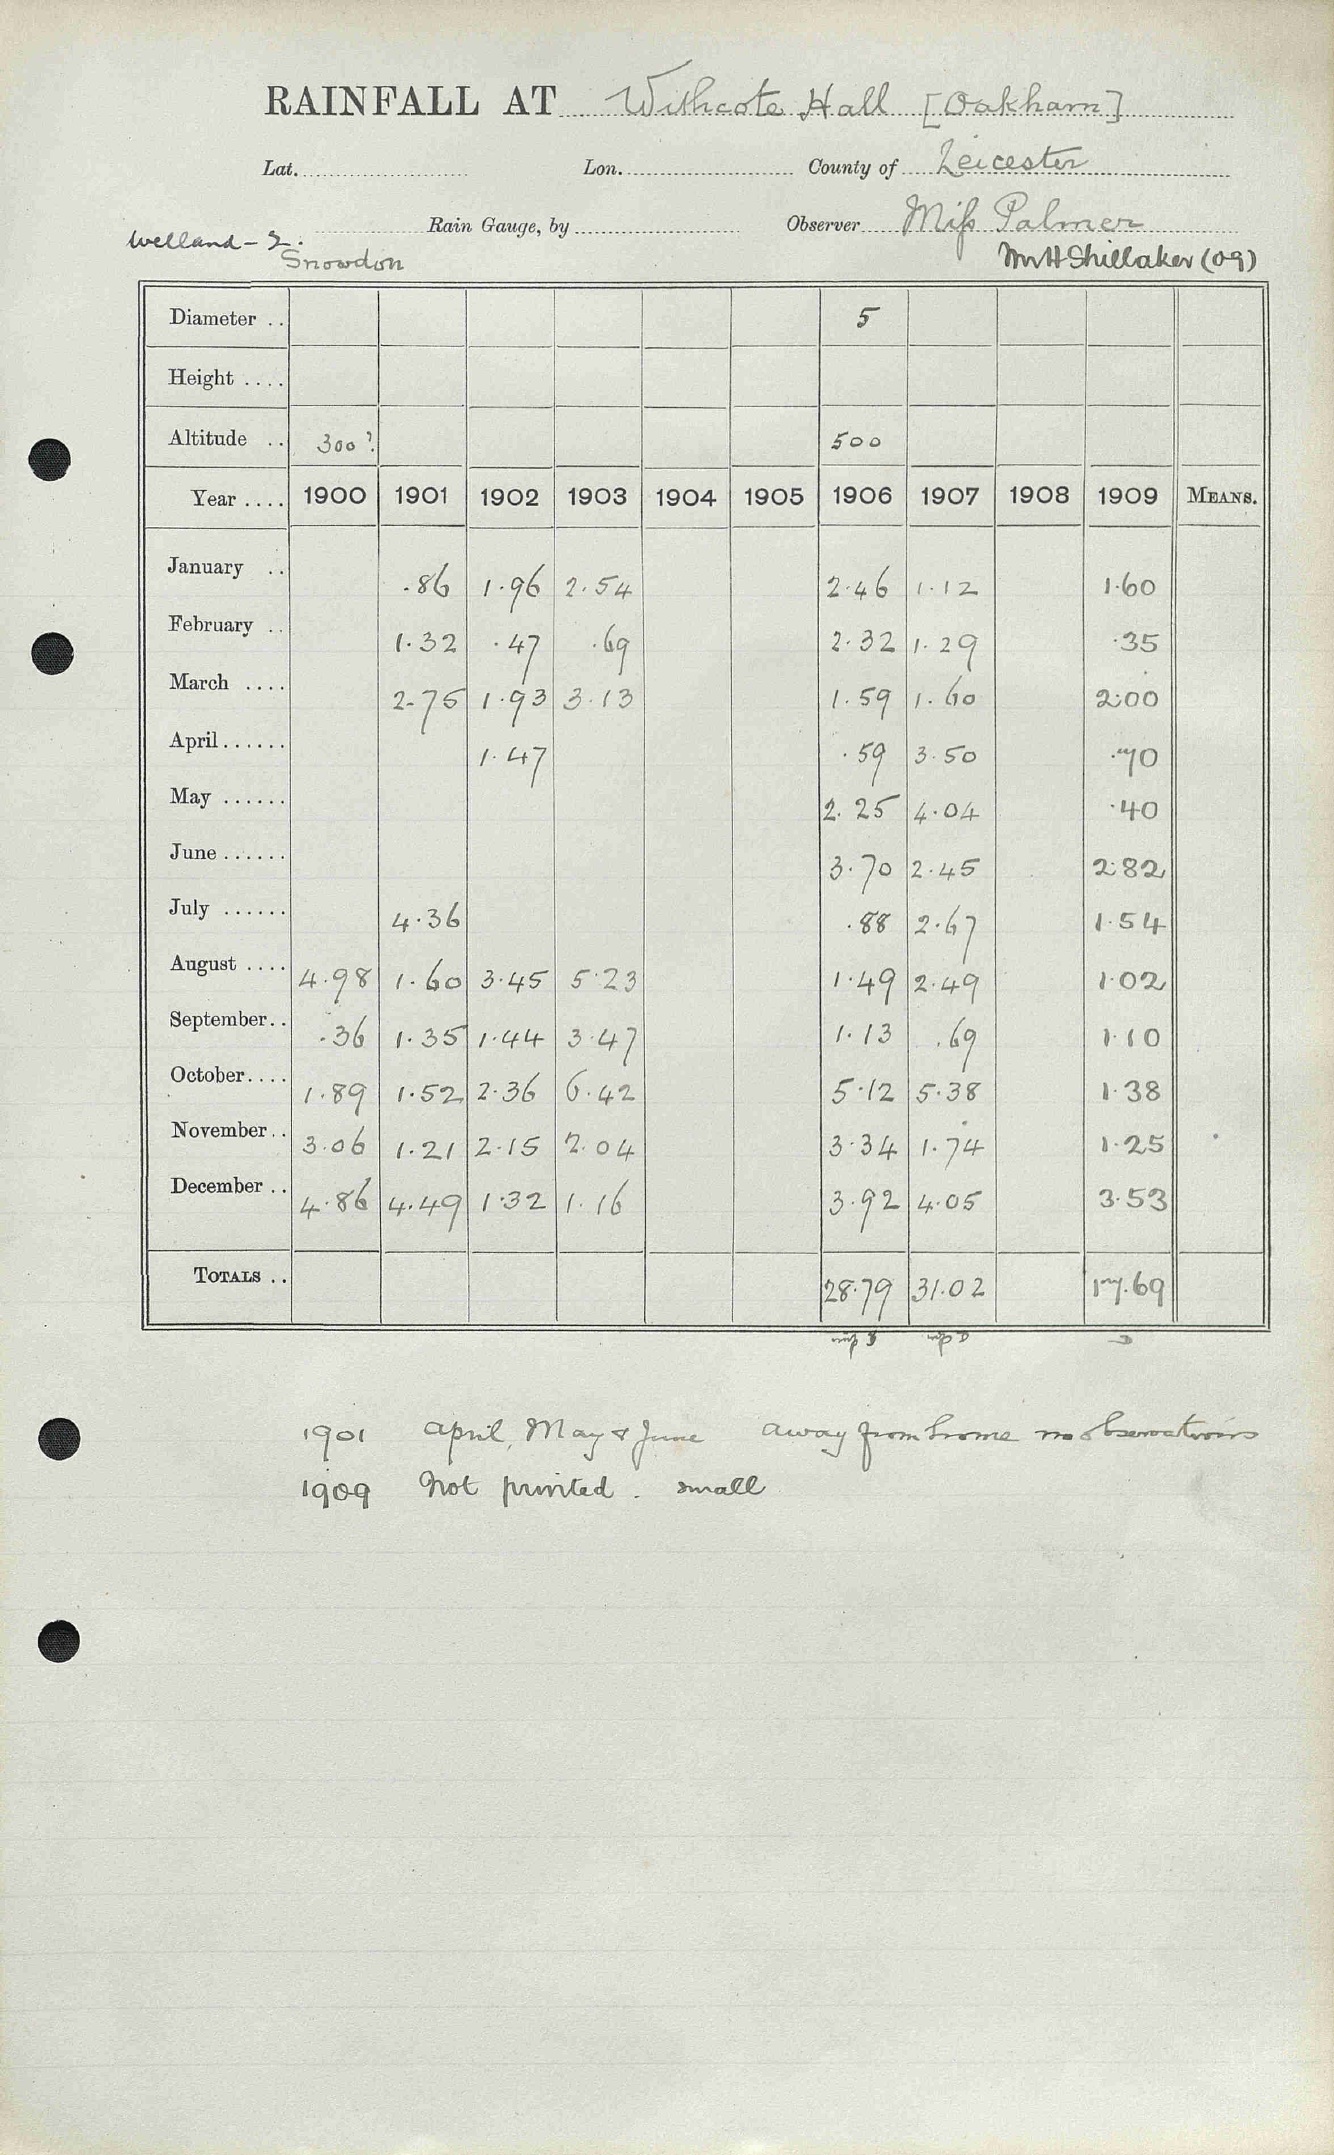 RAINFALL AT Withcote Hall [Oakham]
Lat. Lon. County of Leicester
Rain Gauge, by Observer Miss Palmer
Welland - 2. Snowdon Mr H Shillaker (09)
Diameter .. 5
Height ....
Altitude .. 300? 500
Year .... 1900 1901 1902 1903 1904 1905 1906 1907 1908 1909 MEANS.
January .. .86 1.96 2.54 2.46 1.12 1.60
February .. 1.32 .47 .69 2.32 1.29 .35
March .... 2.75 1.93 3.13 1.59 1.60 2.00
April ...... 1.47 .59 3.50 .70
May ...... 2.25 4.04 .40
June ...... 3.70 2.45 2.82
July ...... 4.36 .88 2.67 1.54
August .... 4.98 1.60 3.45 5.23 1.49 2.49 1.02
September.. .36 1.35 1.44 3.47 1.13 .69 1.10
October.... 1.89 1.52 2.36 6.42 5.12 5.38 1.38
November.. 3.06 1.21 2.15 2.04 3.34 1.74 1.25
December .. 4.86 4.49 1.32 1.16 3.92 4.05 3.53
TOTALS .. 28.79 31.02 17.69
1901 April, May & June away from home no observations
1909 Not printed. small